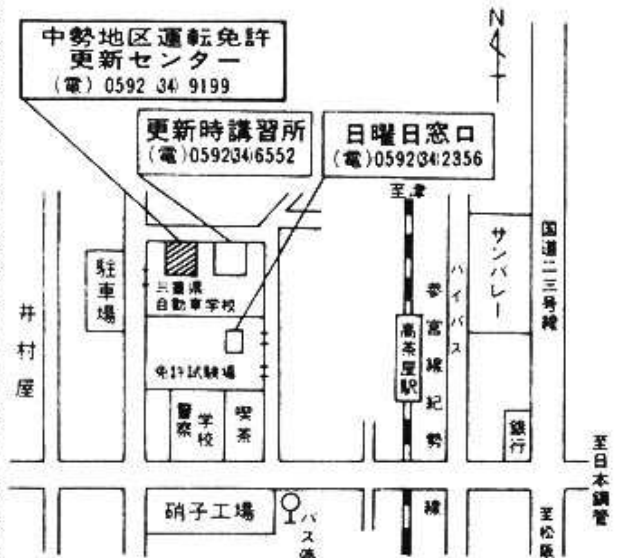 中勢地区運転免許
更新センター
(電) 0592 (34) 9199
更新時講習所
(電)0592(34)6552
日曜日窓口
(電)0592(34)2356
N
至津
駐車場
三重県
自動車学校
井村屋
免許試験場
警察
学校
喫茶
高茶屋駅
参宮線紀勢線
バイパス
サンバレー
国道二三号線
銀行
至日本鋼管
至松阪
硝子工場
バス停